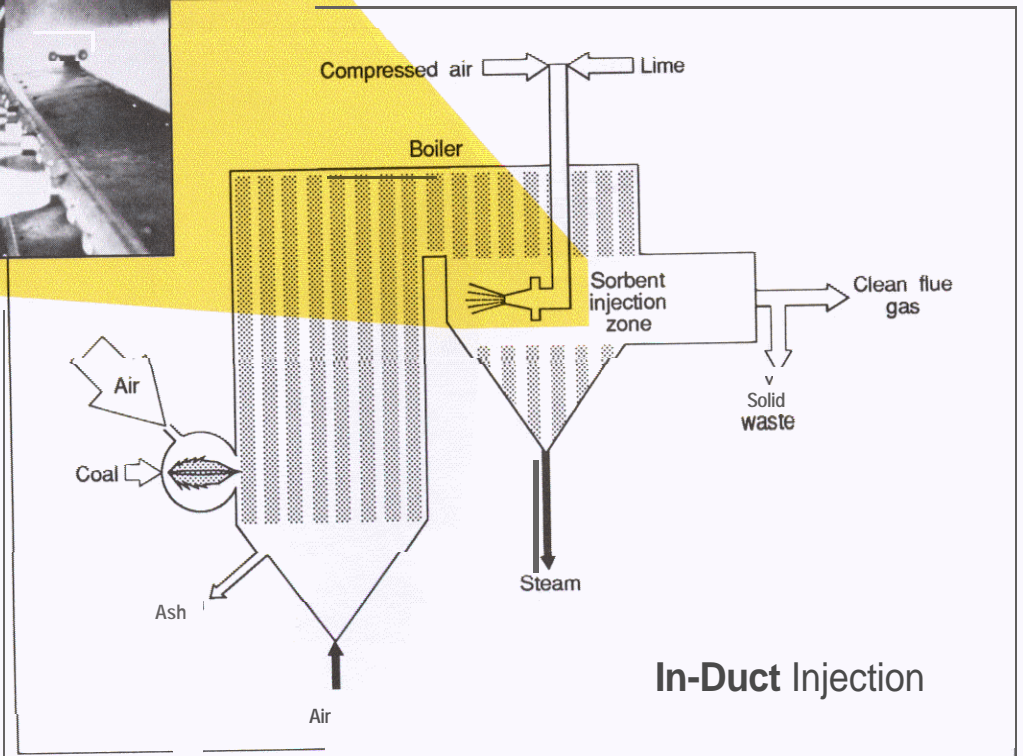 Compressed air
Lime
Boiler
Sorbent
injection
zone
Clean flue
gas
Air
Solid
waste
Coal
Steam
Ash
Air
In-Duct Injection